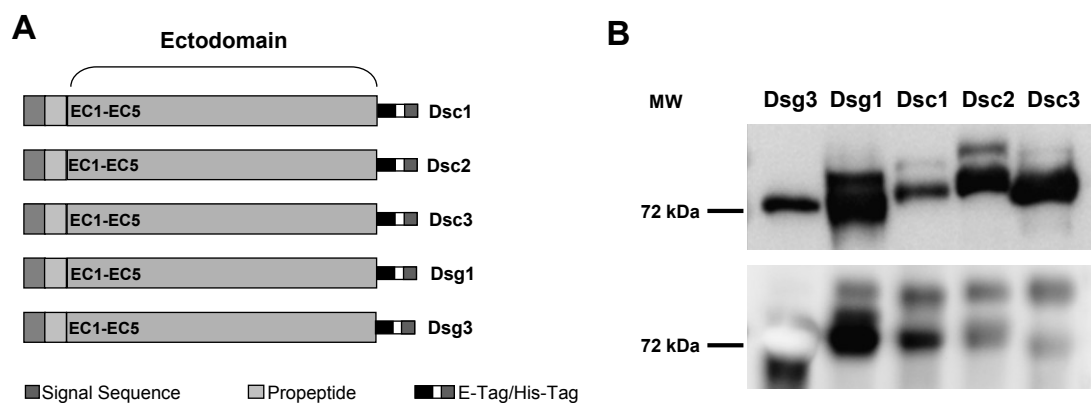 A
Ectodomain
EC1-EC5 Dsc1
EC1-EC5 Dsc2
EC1-EC5 Dsc3
EC1-EC5 Dsg1
EC1-EC5 Dsg3
Signal Sequence Propeptide E-Tag/His-Tag
B
MW Dsg3 Dsg1 Dsc1 Dsc2 Dsc3
72 kDa
72 kDa